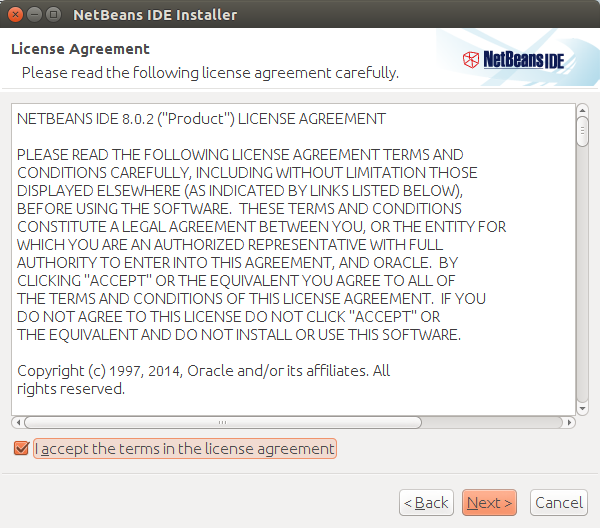 NetBeans IDE Installer
License Agreement
Please read the following license agreement carefully.
NetBeans IDE
NETBEANS IDE 8.0.2 ("Product") LICENSE AGREEMENT
PLEASE READ THE FOLLOWING LICENSE AGREEMENT TERMS AND
CONDITIONS CAREFULLY, INCLUDING WITHOUT LIMITATION THOSE
DISPLAYED ELSEWHERE (AS INDICATED BY LINKS LISTED BELOW),
BEFORE USING THE SOFTWARE.  THESE TERMS AND CONDITIONS
CONSTITUTE A LEGAL AGREEMENT BETWEEN YOU, OR THE ENTITY FOR
WHICH YOU ARE AN AUTHORIZED REPRESENTATIVE WITH FULL
AUTHORITY TO ENTER INTO THIS AGREEMENT, AND ORACLE.  BY
CLICKING "ACCEPT" OR THE EQUIVALENT YOU AGREE TO ALL OF
THE TERMS AND CONDITIONS OF THIS LICENSE AGREEMENT.  IF YOU
DO NOT AGREE TO THIS LICENSE DO NOT CLICK "ACCEPT" OR
THE EQUIVALENT AND DO NOT INSTALL OR USE THIS SOFTWARE.
Copyright (c) 1997, 2014, Oracle and/or its affiliates. All
rights reserved.
I accept the terms in the license agreement
< Back Next > Cancel